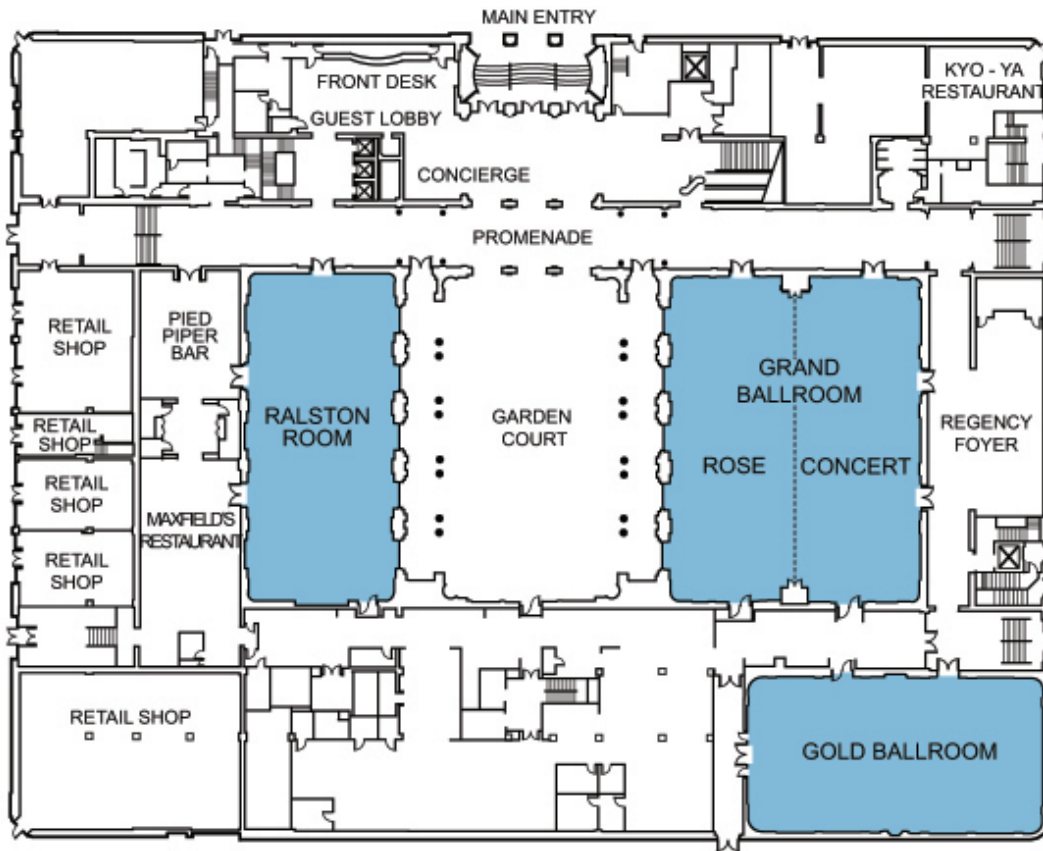 MAIN ENTRY
FRONT DESK
GUEST LOBBY
KYO - YA
RESTAURANT
CONCIERGE
PROMENADE
RETAIL
SHOP
PIED
PIPER
BAR
RALSTON
ROOM
GARDEN
COURT
GRAND
BALLROOM
ROSE
CONCERT
REGENCY
FOYER
RETAIL
SHOP
RETAIL
SHOP
MAXFIELD'S
RESTAURANT
RETAIL
SHOP
RETAIL SHOP
GOLD BALLROOM